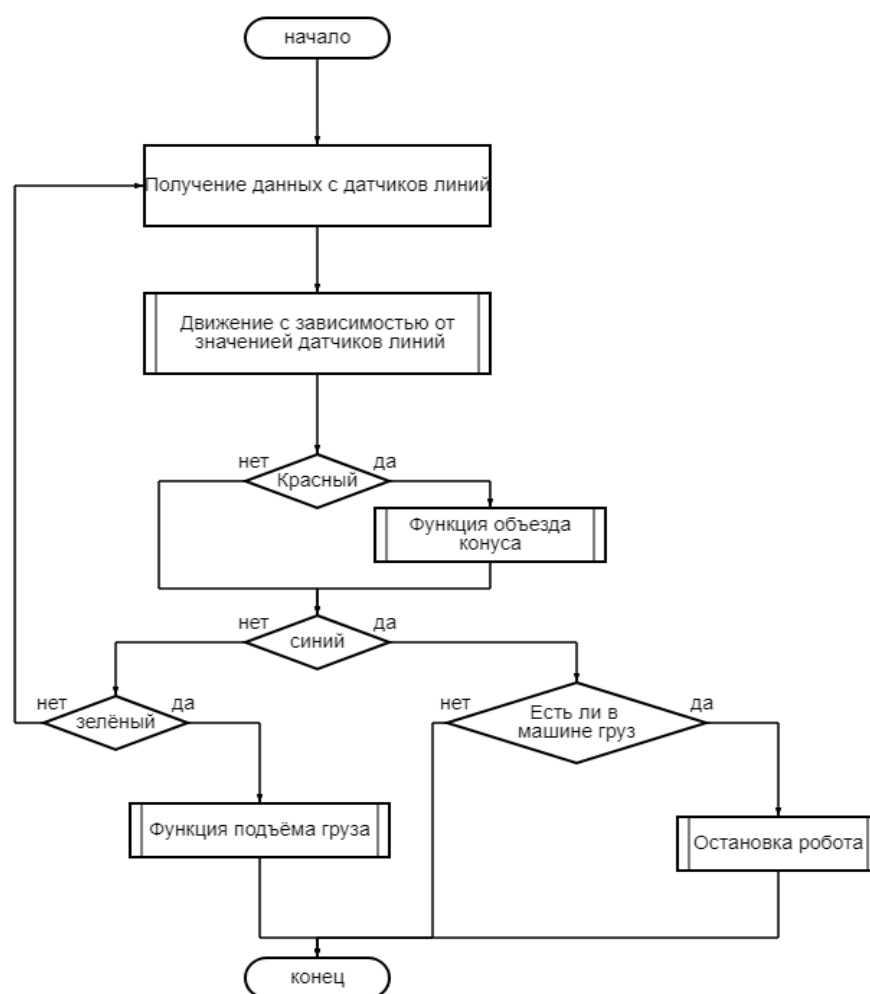 начало
Получение данных с датчиков линий
Движение с зависимостью от
значенией датчиков линий
нет
да
Красный
Функция объезда
конуса
нет
да
синий
нет
да
зелёный
нет
да
Есть ли в
машине груз
Функция подъёма груза
Остановка робота
конец